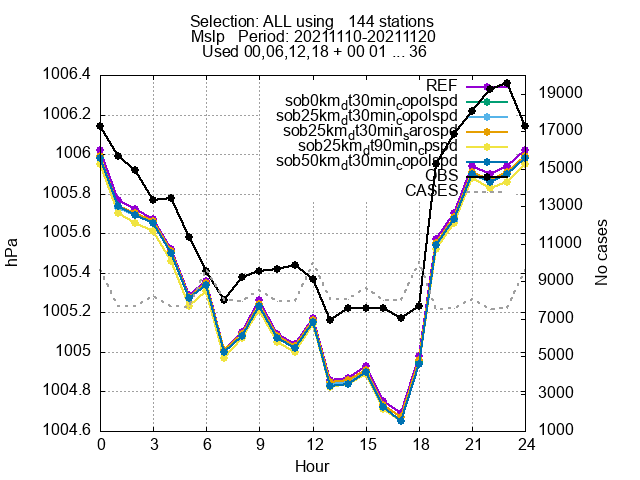 Selection: ALL using   144 stations
Mslp   Period: 20211110-20211120
Used 00,06,12,18 + 00 01 ... 36
1006.4
1006.2
1006
1005.8
1005.6
1005.4
1005.2
1005
1004.8
1004.6
hPa
REF
sob0km_dt30min_copolspd
sob25km_dt30min_copolspd
sob25km_dt30min_sarospd
sob25km_dt90min_cpspd
sob50km_dt30min_copolspd
OBS
CASES
19000
17000
15000
13000
11000
9000
7000
5000
3000
1000
No cases
0 3 6 9 12 15 18 21 24
Hour